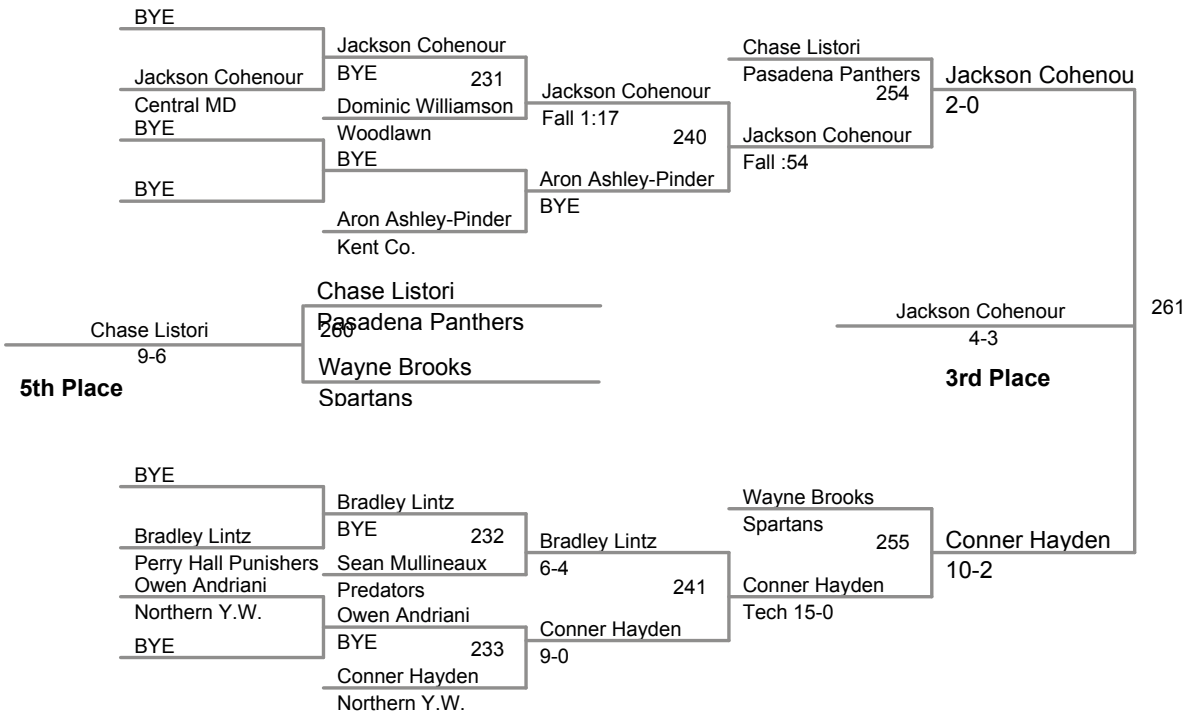 BYE
Jackson Cohenour
Central MD
BYE
BYE
Jackson Cohenour
BYE
231
Dominic Williamson
Woodlawn
BYE
Aron Ashley-Pinder
Kent Co.
Jackson Cohenour
Fall 1:17
240
Aron Ashley-Pinder
BYE
Chase Listori
Pasadena Panthers
254
Jackson Cohenour
Fall :54
Jackson Cohenou
2-0
Chase Listori
9-6
5th Place
Chase Listori
Pasadena Panthers
260
Wayne Brooks
Spartans
Jackson Cohenour
4-3
3rd Place
261
BYE
Bradley Lintz
Perry Hall Punishers
Owen Andriani
Northern Y.W.
BYE
Bradley Lintz
BYE
232
Sean Mullineaux
Predators
Owen Andriani
BYE
233
Conner Hayden
Northern Y.W.
Bradley Lintz
6-4
241
Conner Hayden
9-0
Wayne Brooks
Spartans
255
Conner Hayden
Tech 15-0
Conner Hayden
10-2